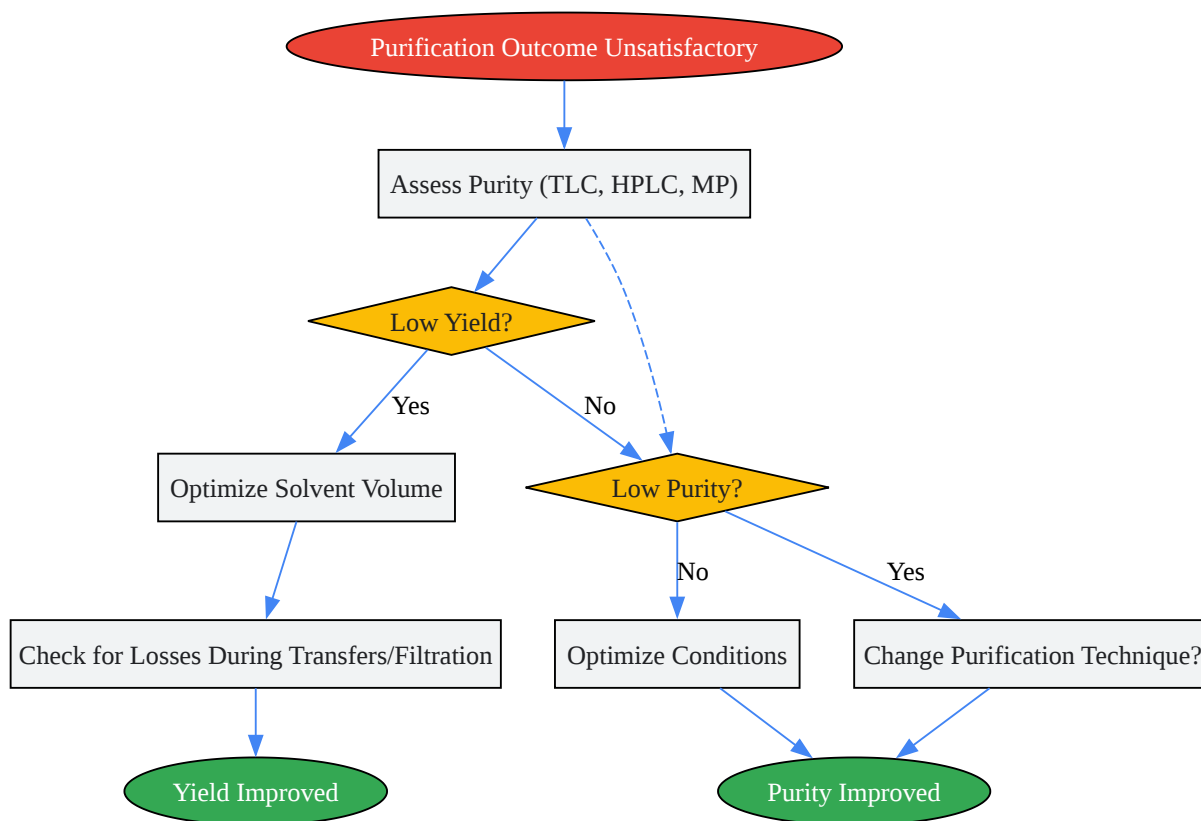 Purification Outcome Unsatisfactory
Assess Purity (TLC, HPLC, MP)
Low Yield?
Yes
No
Optimize Solvent Volume
Low Purity?
No
Yes
Check for Losses During Transfers/Filtration
Optimize Conditions
Change Purification Technique?
Yield Improved
Purity Improved